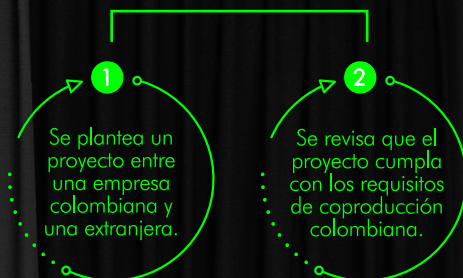 1
Se plantea un
proyecto entre
una empresa
colombiana y
una extranjera.
2
Se revisa que el
proyecto cumpla
con los requisitos
de coproducción
colombiana.